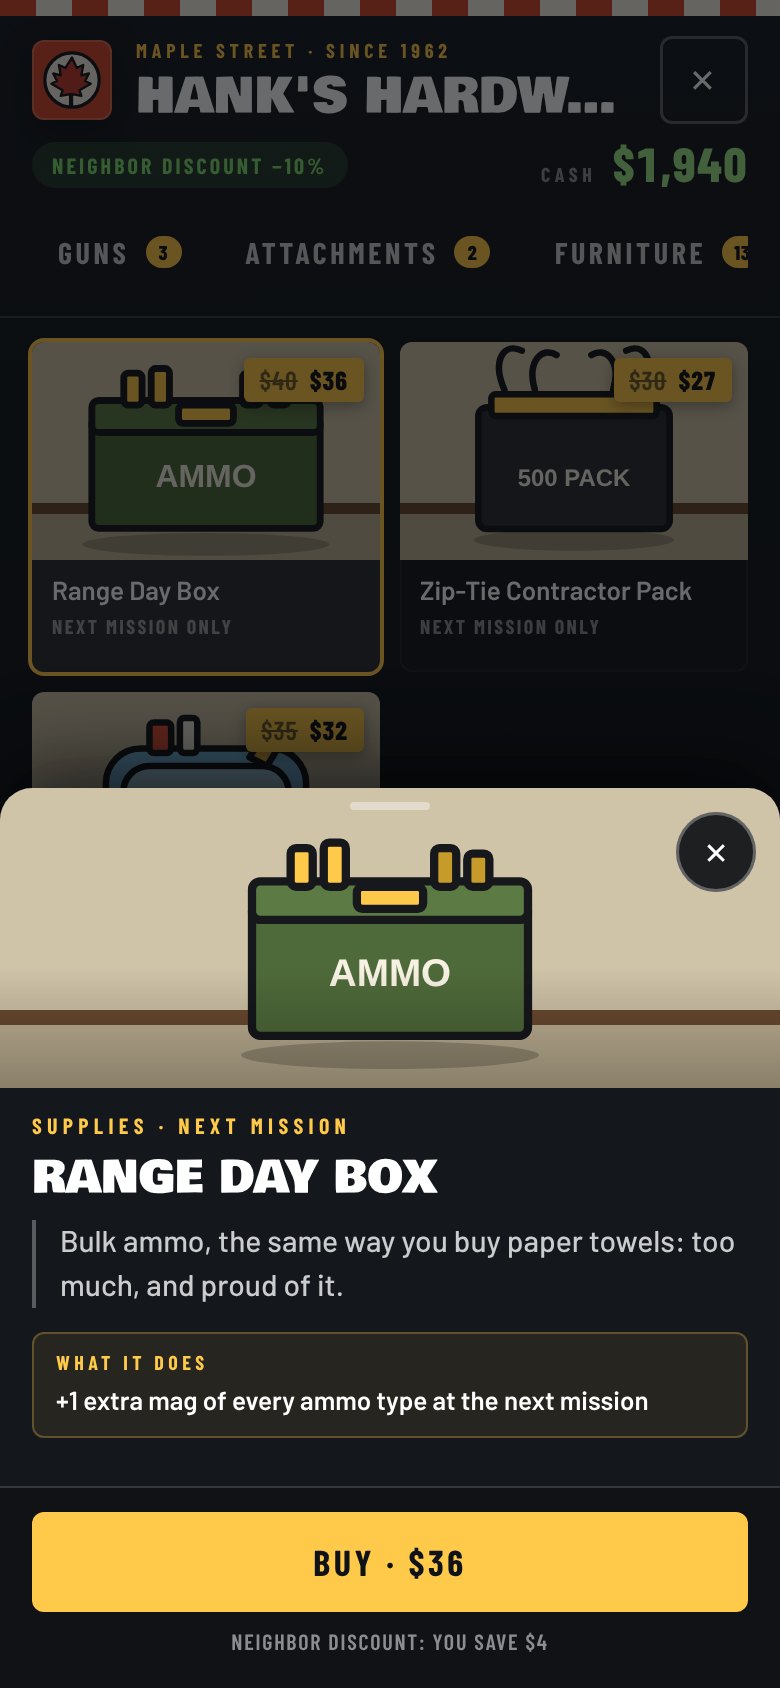 MAPLE STREET · SINCE 1962
HANK'S HARDW...
×
NEIGHBOR DISCOUNT −10%
CASH $1,940
GUNS 3 ATTACHMENTS 2 FURNITURE 13
$40 $36
AMMO
Range Day Box
NEXT MISSION ONLY
$30 $27
500 PACK
Zip-Tie Contractor Pack
NEXT MISSION ONLY
$35 $32
×
AMMO
SUPPLIES · NEXT MISSION
RANGE DAY BOX
Bulk ammo, the same way you buy paper towels: too
much, and proud of it.
WHAT IT DOES
+1 extra mag of every ammo type at the next mission
BUY · $36
NEIGHBOR DISCOUNT: YOU SAVE $4